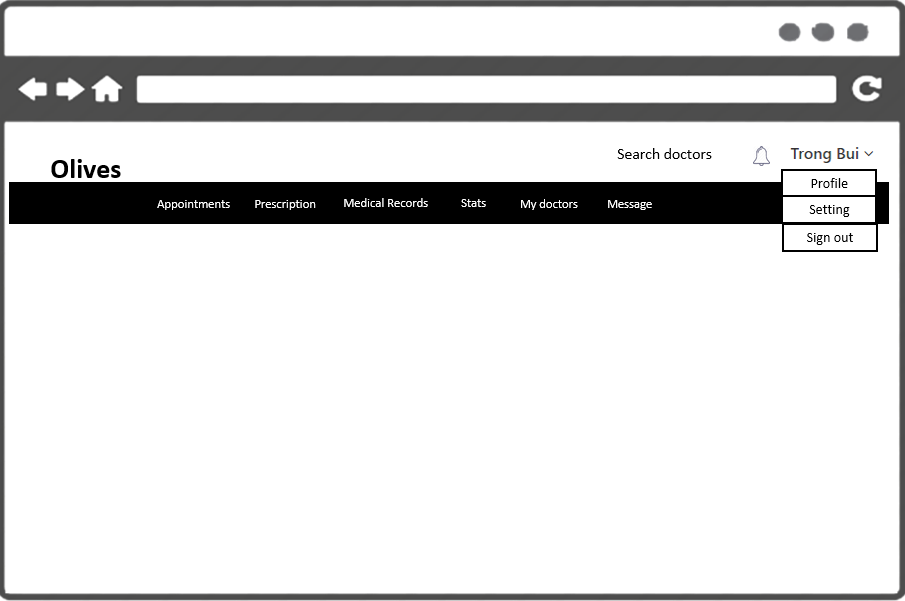 Search doctors
Trong Bui
Olives
Profile
Appointments
Prescription
Medical Records
Stats
My doctors
Message
Setting
Sign out